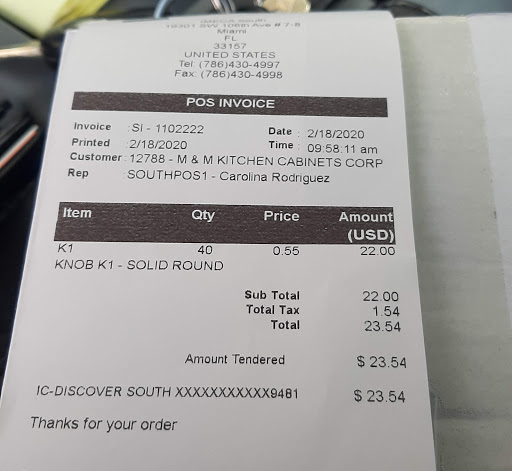 Miami
FL
33157
UNITED STATES
Tel: (786)430-4997
Fax: (786)430-4998
POS INVOICE
Invoice : SI - 1102222 Date : 2/18/2020
Printed : 2/18/2020 Time : 09:58:11 am
Customer : 12788 - M & M KITCHEN CABINETS CORP
Rep : SOUTHPOS1 - Carolina Rodriguez
Item Qty Price Amount
(USD)
K1 40 0.55 22.00
KNOB K1 - SOLID ROUND
Sub Total 22.00
Total Tax 1.54
Total 23.54
Amount Tendered $ 23.54
IC-DISCOVER SOUTH XXXXXXXXXXX9481 $ 23.54
Thanks for your order